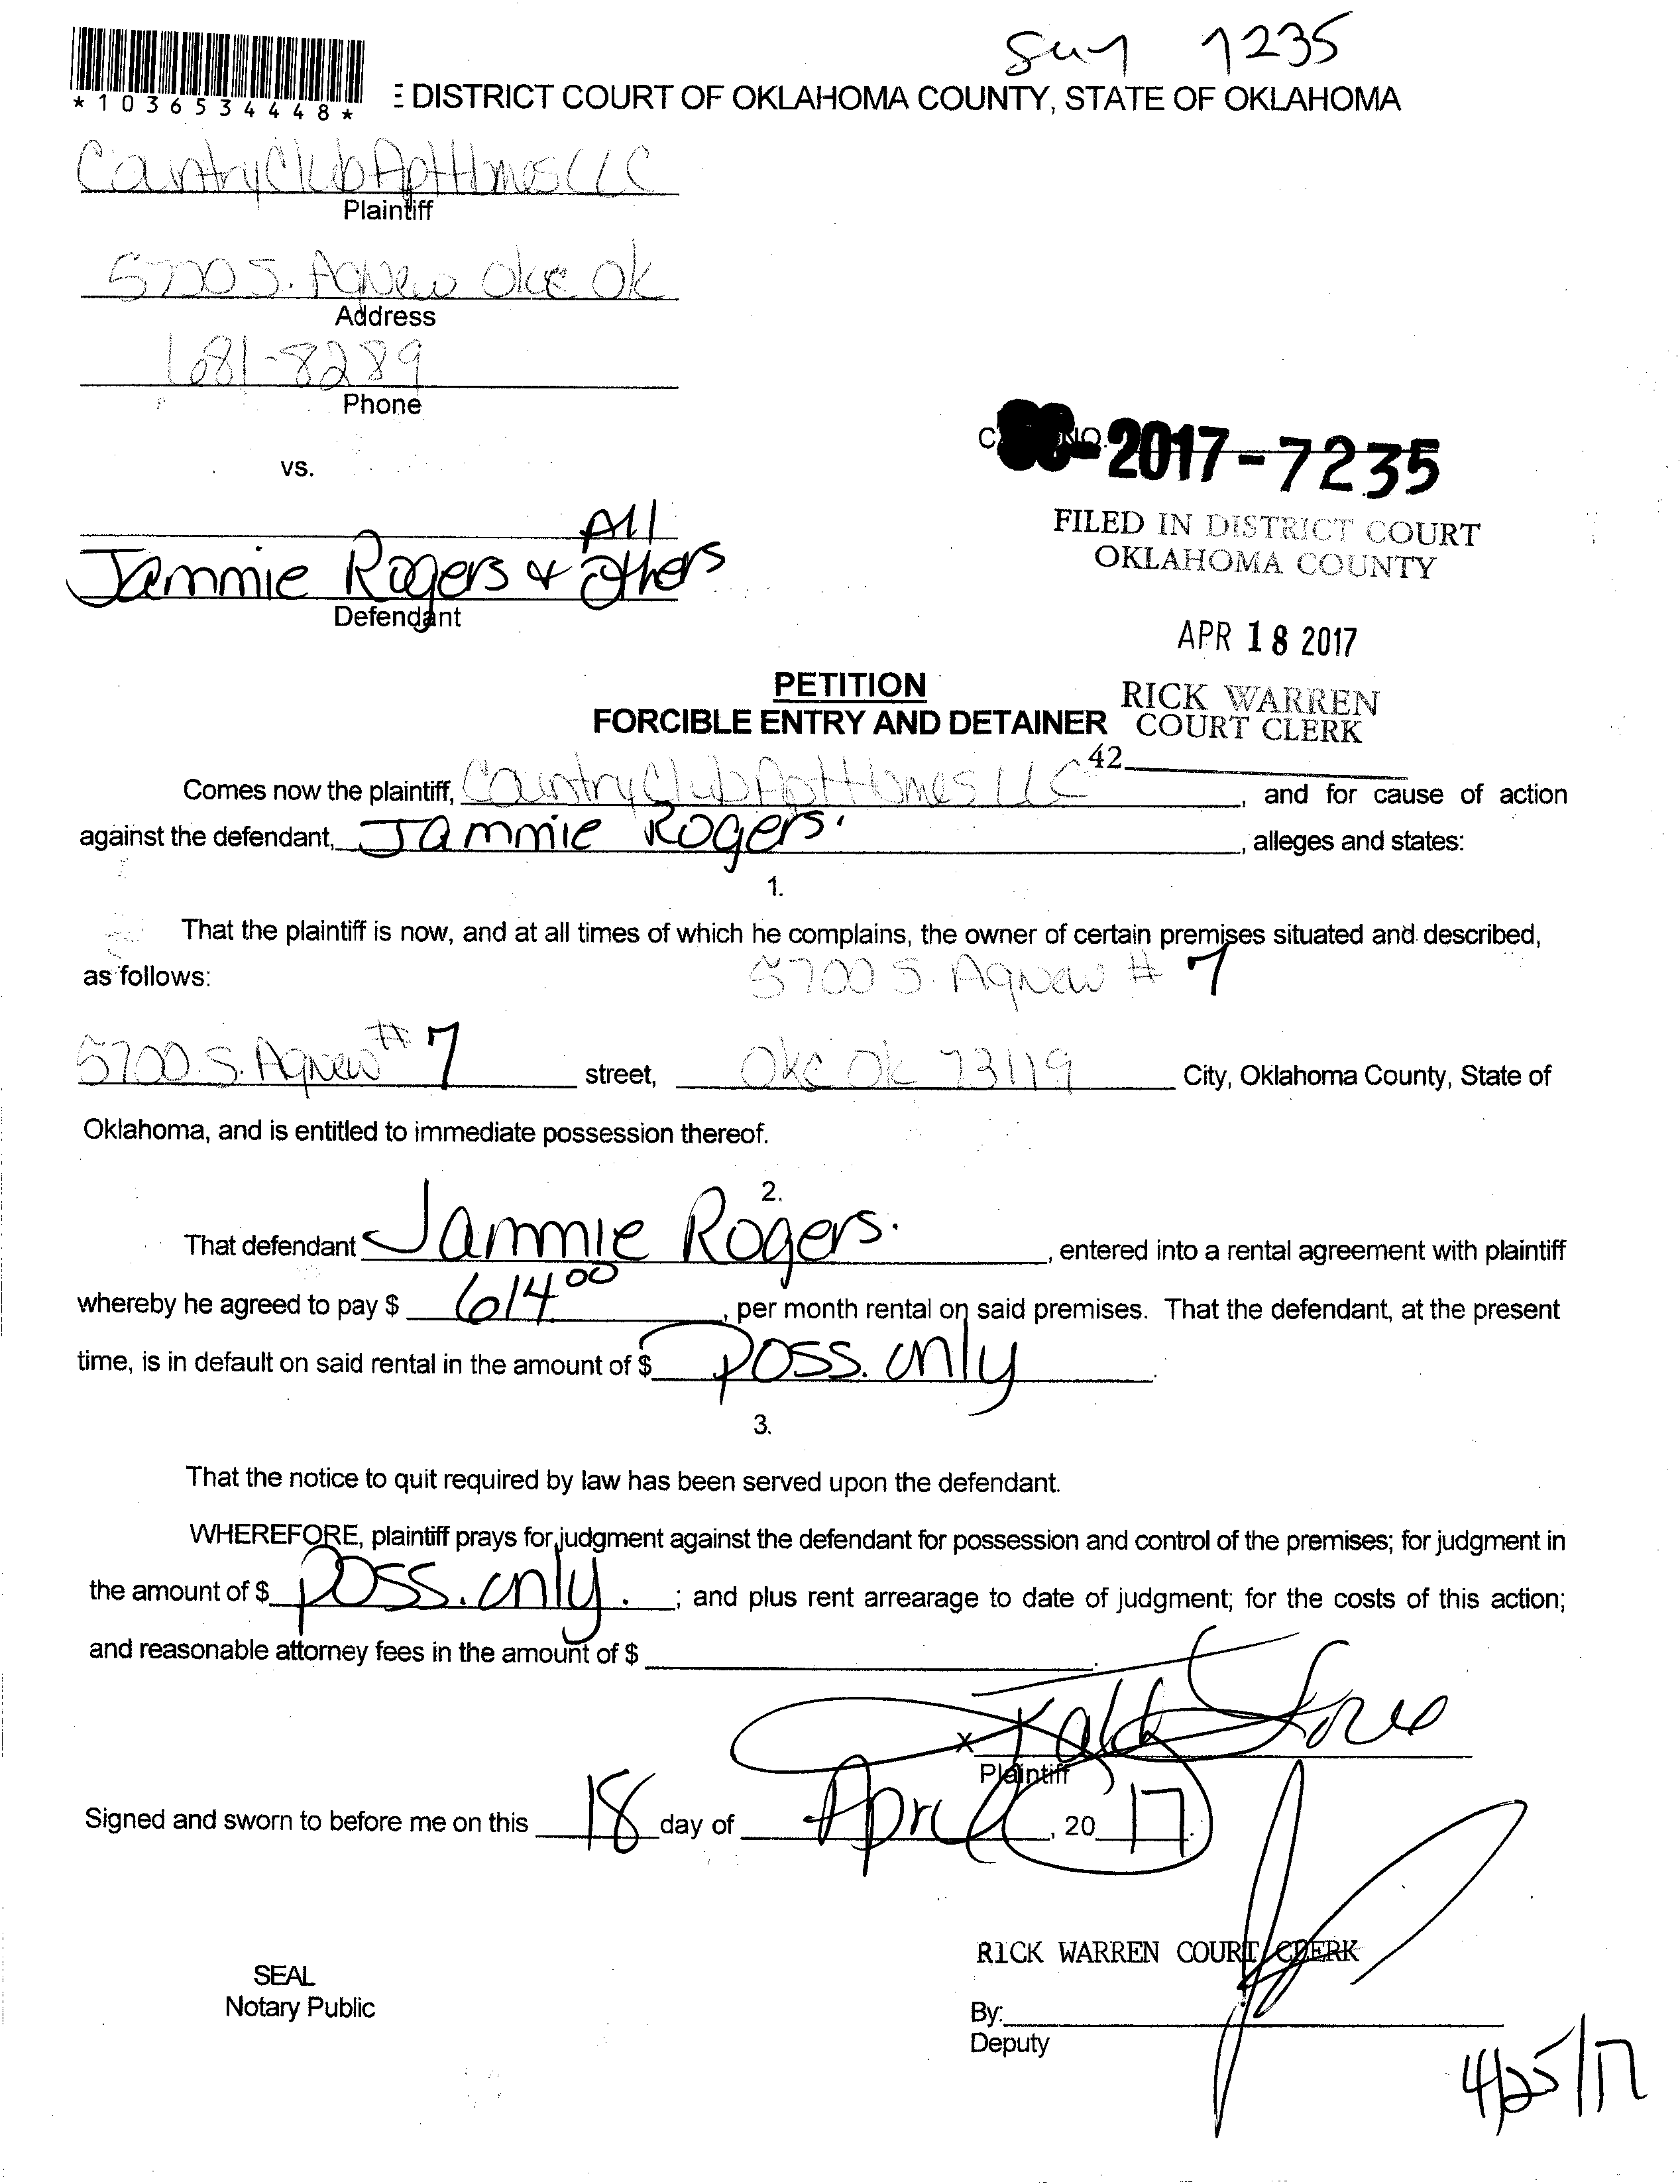 7235
*1036534448*
E DISTRICT COURT OF OKLAHOMA COUNTY, STATE OF OKLAHOMA
Country Club Apt Homes LLC
Plaintiff
5700 S. Agnew Okc Ok
Address
681-8289
Phone
vs.
-2017-7235
FILED IN DISTRICT COURT
OKLAHOMA COUNTY
All
Jammie Rogers & others
Defendant
APR 18 2017
PETITION
FORCIBLE ENTRY AND DETAINER
RICK WARREN
COURT CLERK
42
Comes now the plaintiff, Country Club Apt Homes LLC, and for cause of action
against the defendant, Jammie Rogers, alleges and states:
1.
That the plaintiff is now, and at all times of which he complains, the owner of certain premises situated and described,
as follows: 5700 S. Agnew # 7
5700 S. Agnew # 7 street, Okc Ok 73119 City, Oklahoma County, State of
Oklahoma, and is entitled to immediate possession thereof.
2.
That defendant Jammie Rogers, entered into a rental agreement with plaintiff
whereby he agreed to pay $ 614.00, per month rental on said premises. That the defendant, at the present
time, is in default on said rental in the amount of $ poss. only.
3.
That the notice to quit required by law has been served upon the defendant.
WHEREFORE, plaintiff prays for judgment against the defendant for possession and control of the premises; for judgment in
the amount of $ poss. only. ; and plus rent arrearage to date of judgment; for the costs of this action;
and reasonable attorney fees in the amount of $
x
Plaintiff
Signed and sworn to before me on this 18 day of April, 20 17.
RICK WARREN COURT CLERK
SEAL
Notary Public
By:
Deputy
4/25/17